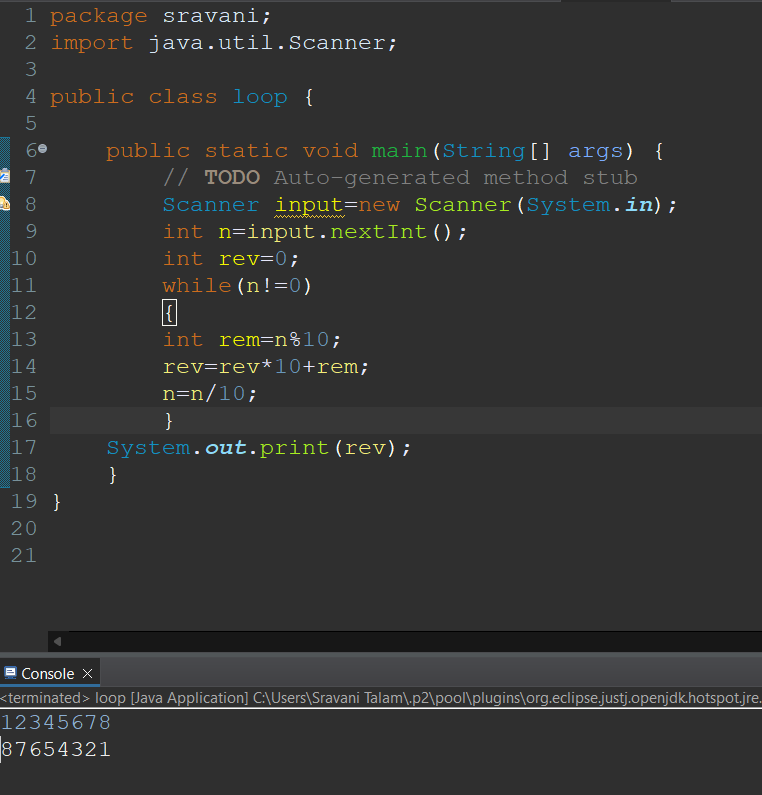 1 package sravani;
2 import java.util.Scanner;
3
4 public class loop {
5
6 public static void main(String[] args) {
7 // TODO Auto-generated method stub
8 Scanner input=new Scanner(System.in);
9 int n=input.nextInt();
10 int rev=0;
11 while(n!=0)
12 {
13 int rem=n%10;
14 rev=rev*10+rem;
15 n=n/10;
16 }
17 System.out.print(rev);
18 }
19 }
20
21
Console
<terminated> loop [Java Application] C:\Users\Sravani Talam\.p2\pool\plugins\org.eclipse.justj.openjdk.hotspot.jre.
12345678
87654321